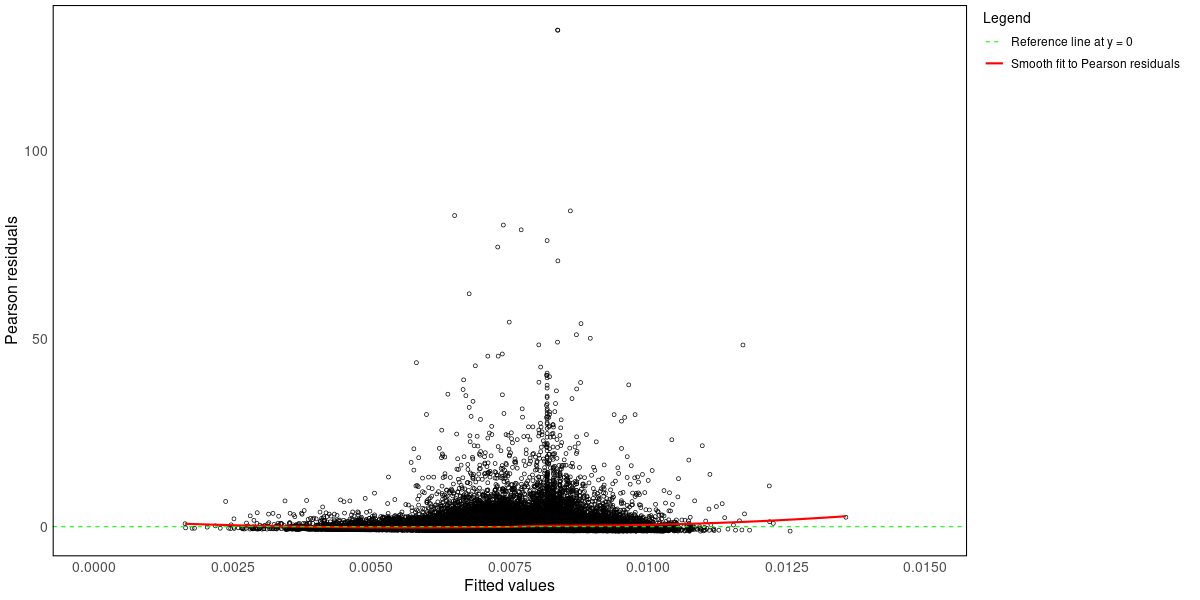 Legend
Reference line at y = 0
Smooth fit to Pearson residuals
Pearson residuals
100
50
0
0.0000 0.0025 0.0050 0.0075 0.0100 0.0125 0.0150
Fitted values